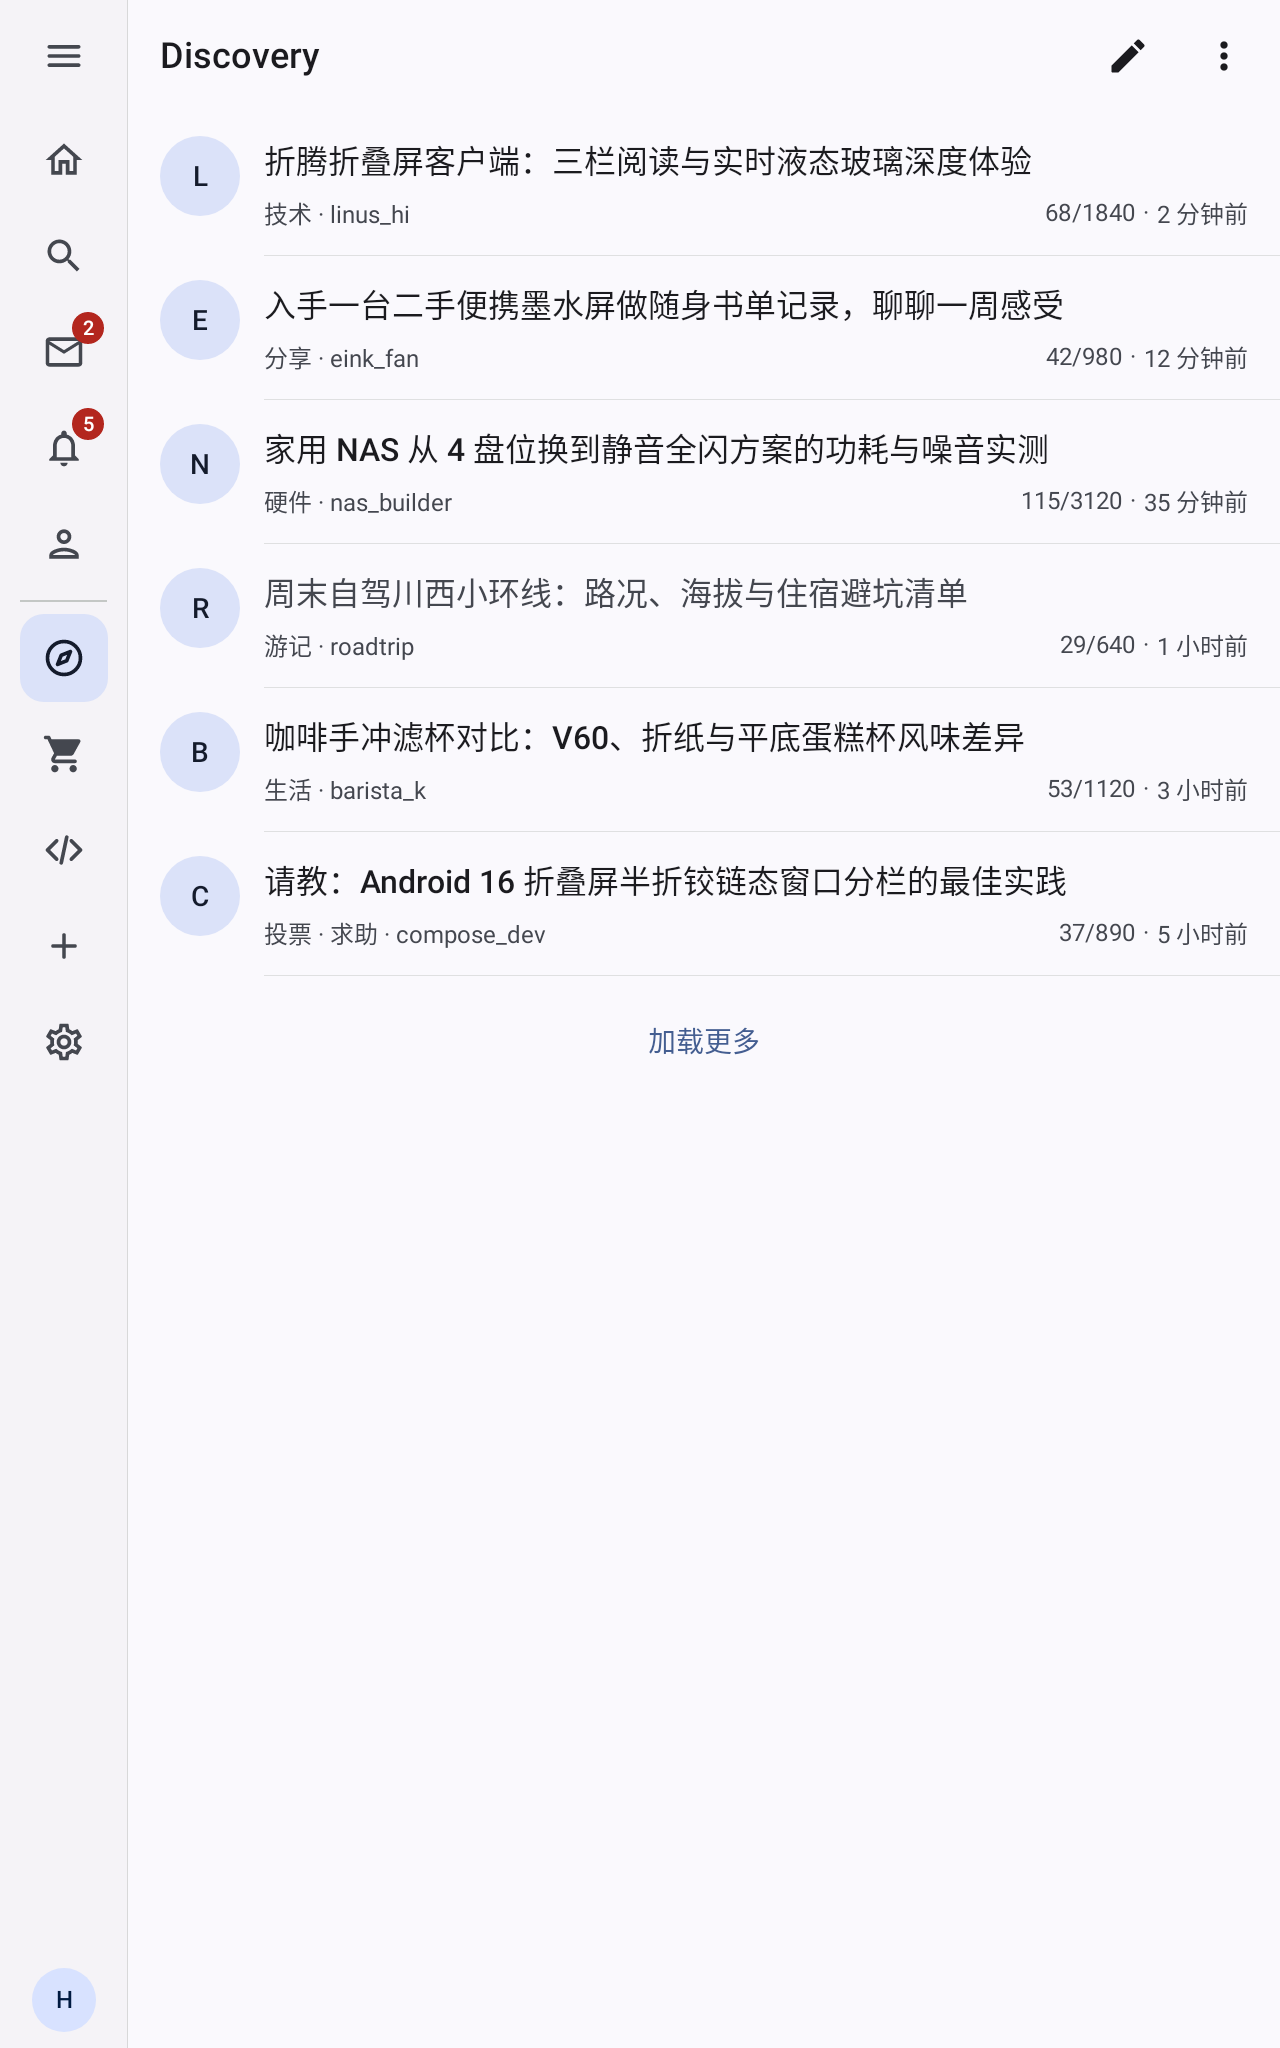 Discovery
L
折腾折叠屏客户端：三栏阅读与实时液态玻璃深度体验
技术 · linus_hi
68/1840 · 2 分钟前
E
入手一台二手便携墨水屏做随身书单记录，聊聊一周感受
分享 · eink_fan
42/980 · 12 分钟前
2
5
N
家用 NAS 从 4 盘位换到静音全闪方案的功耗与噪音实测
硬件 · nas_builder
115/3120 · 35 分钟前
R
周末自驾川西小环线：路况、海拔与住宿避坑清单
游记 · roadtrip
29/640 · 1 小时前
B
咖啡手冲滤杯对比：V60、折纸与平底蛋糕杯风味差异
生活 · barista_k
53/1120 · 3 小时前
C
请教：Android 16 折叠屏半折铰链态窗口分栏的最佳实践
投票 · 求助 · compose_dev
37/890 · 5 小时前
加载更多
H